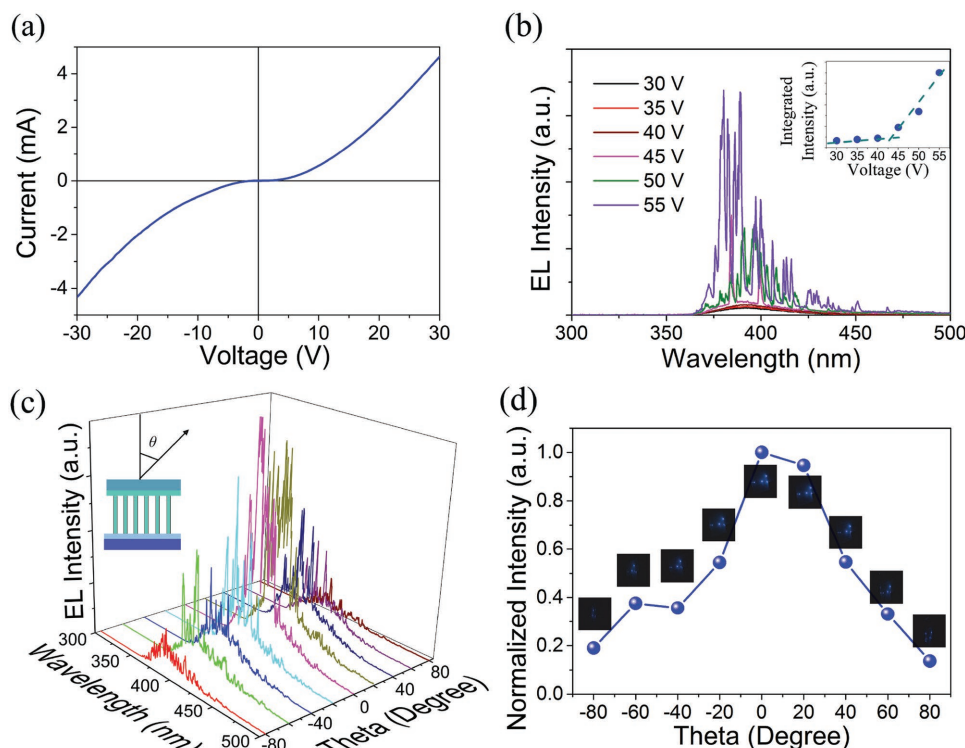 (a)
4
2
0
-2
-4
Current (mA)
-30 -20 -10 0 10 20 30
Voltage (V)
(b)
EL Intensity (a.u.)
30 V
35 V
40 V
45 V
50 V
55 V
Integrated
Intensity (a.u.)
30 35 40 45 50 55
Voltage (V)
300 350 400 450 500
Wavelength (nm)
(c)
EL Intensity (a.u.)
θ
300
350
400
450
500
Wavelength (nm)
-80
-40
0
40
80
Theta (Degree)
(d)
Normalized Intensity (a.u.)
1.0
0.8
0.6
0.4
0.2
0.0
-80 -60 -40 -20 0 20 40 60 80
Theta (Degree)